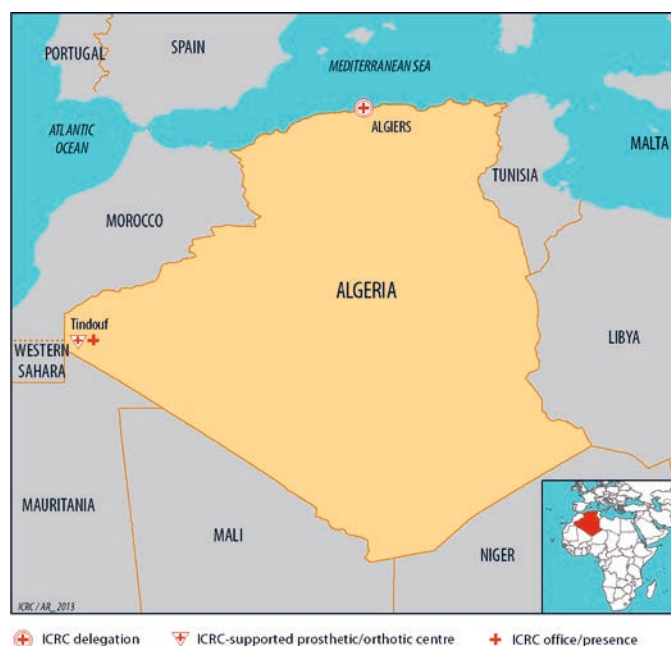 PORTUGAL
SPAIN
MEDITERRANEAN SEA
ATLANTIC
OCEAN
ALGIERS
MALTA
TUNISIA
MOROCCO
ALGERIA
Tindouf
LIBYA
WESTERN
SAHARA
MAURITANIA
MALI
NIGER
ICRC / AR_2013
ICRC delegation
ICRC-supported prosthetic/orthotic centre
ICRC office/presence